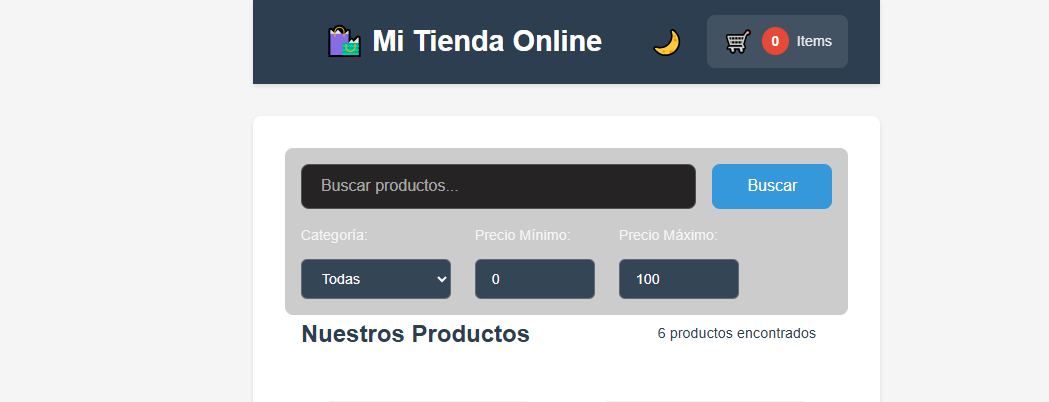 Mi Tienda Online
0 Items
Buscar productos...
Buscar
Categoría: Precio Mínimo: Precio Máximo:
Todas 0 100
Nuestros Productos 6 productos encontrados